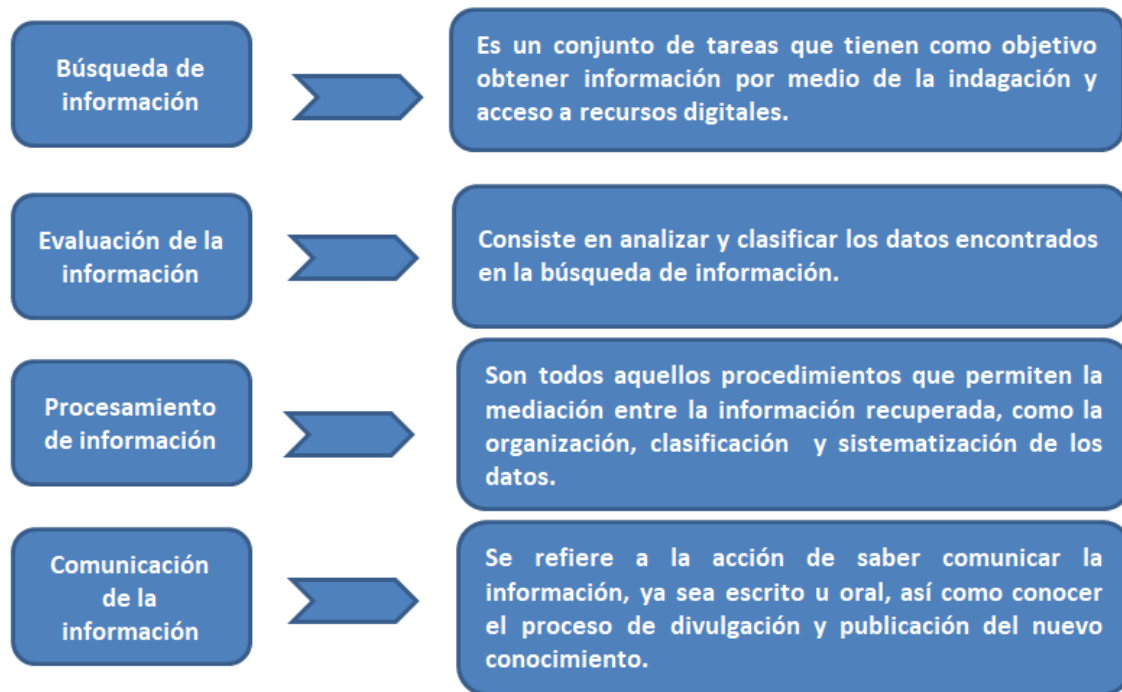 Búsqueda de
información
Es un conjunto de tareas que tienen como objetivo
obtener información por medio de la indagación y
acceso a recursos digitales.
Evaluación de la
información
Consiste en analizar y clasificar los datos encontrados
en la búsqueda de información.
Procesamiento
de información
Son todos aquellos procedimientos que permiten la
mediación entre la información recuperada, como la
organización, clasificación y sistematización de los
datos.
Comunicación
de la
información
Se refiere a la acción de saber comunicar la
información, ya sea escrito u oral, así como conocer
el proceso de divulgación y publicación del nuevo
conocimiento.